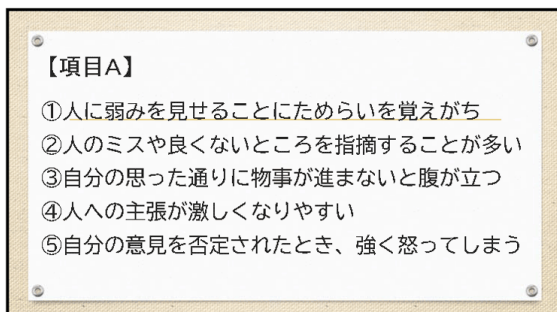 【項目A】
①人に弱みを見せることにためらいを覚えがち
②人のミスや良くないところを指摘することが多い
③自分の思った通りに物事が進まないと腹が立つ
④人への主張が激しくなりやすい
⑤自分の意見を否定されたとき、強く怒ってしまう